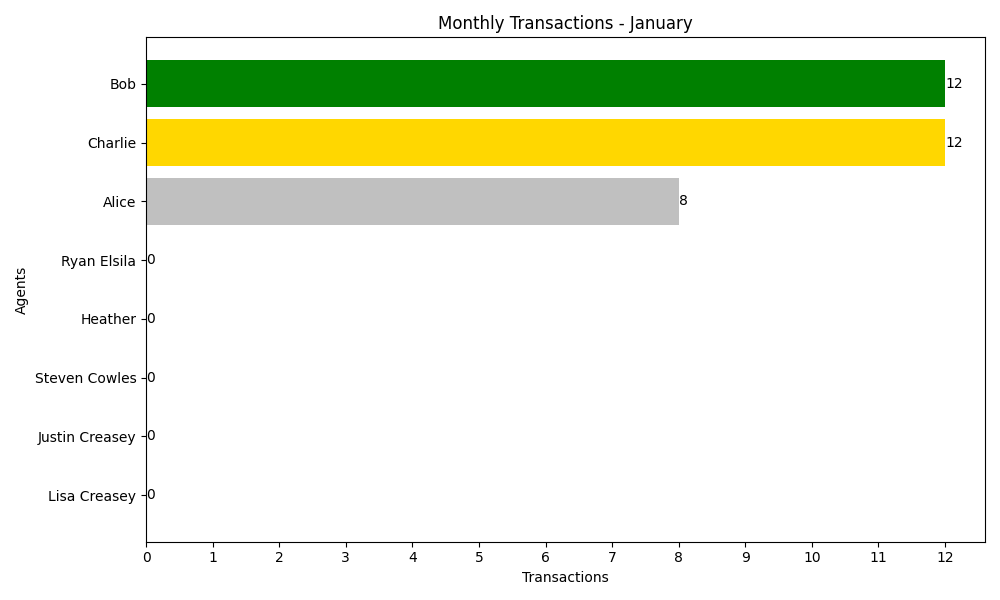 Monthly Transactions - January
Agents
Bob 12
Charlie 12
Alice 8
Ryan Elsila 0
Heather 0
Steven Cowles 0
Justin Creasey 0
Lisa Creasey 0
0 1 2 3 4 5 6 7 8 9 10 11 12
Transactions